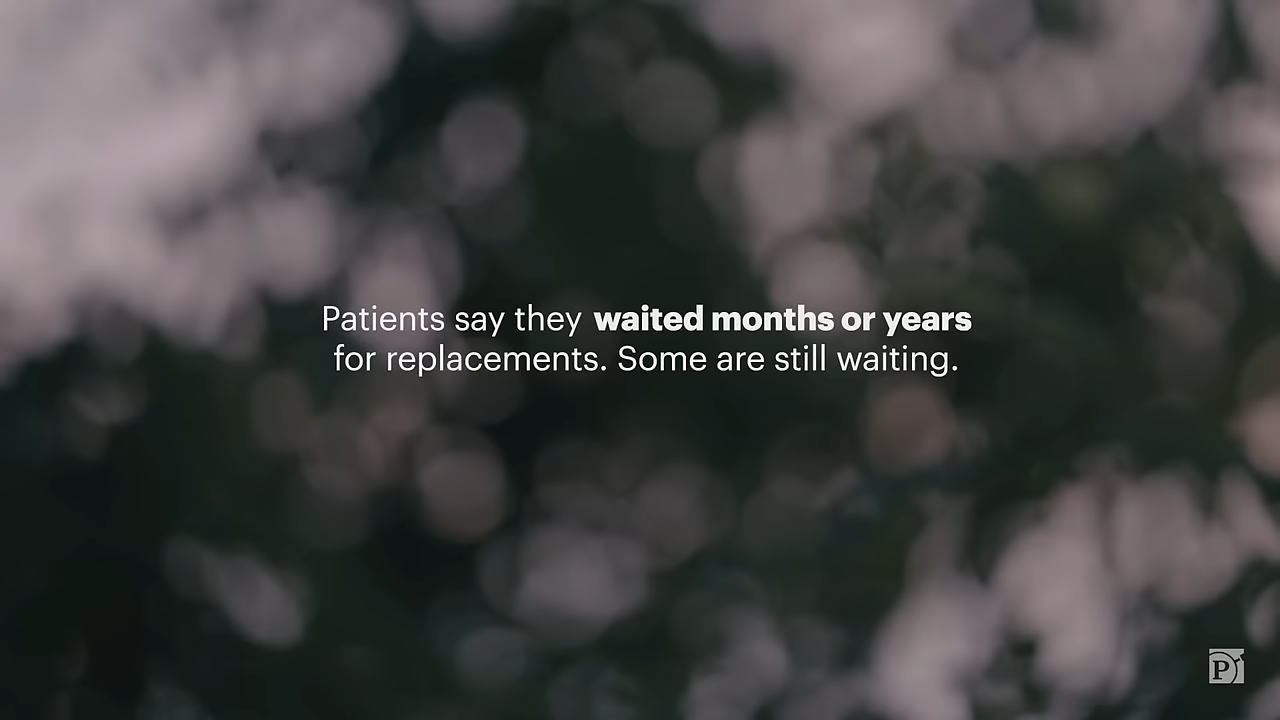 Patients say they waited months or years
for replacements. Some are still waiting.
P